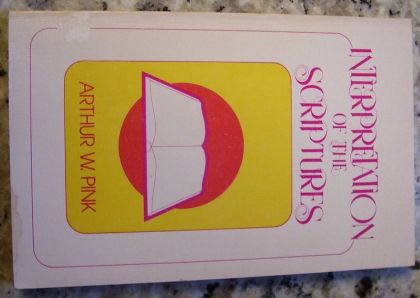 INTERPRETATION
OF THE
SCRIPTURES
ARTHUR W. PINK